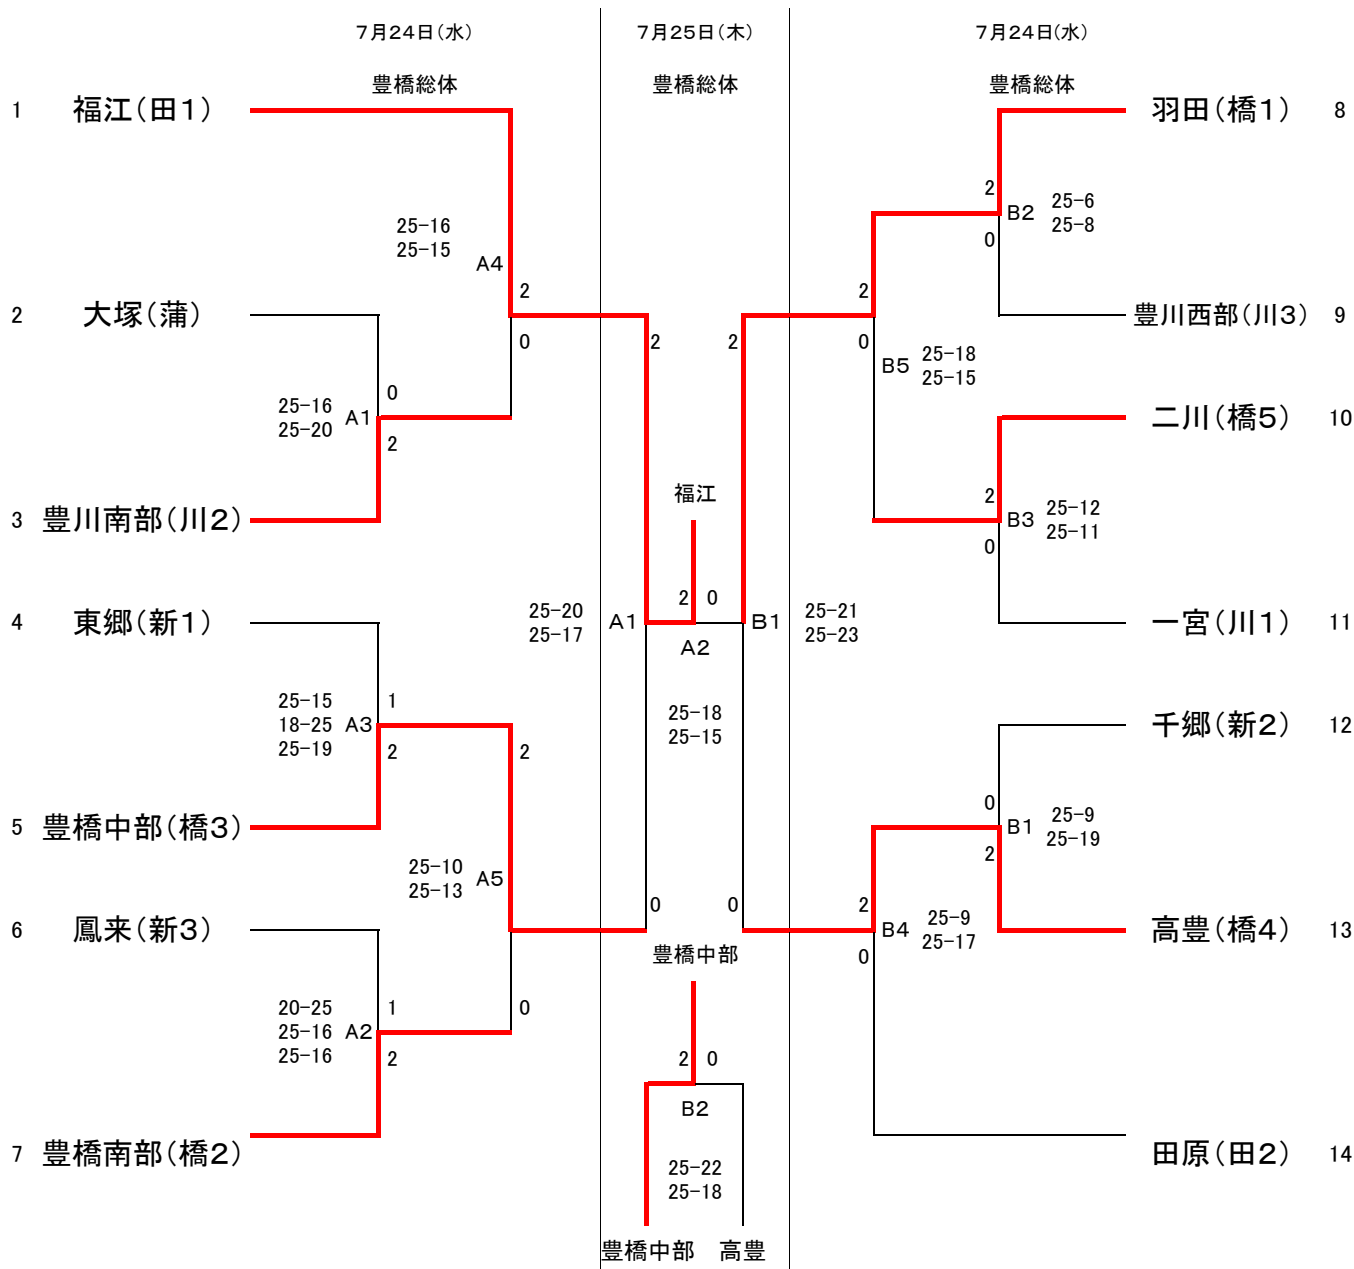 7月24日(水)
7月25日(木)
7月24日(水)
豊橋総体
豊橋総体
豊橋総体
1 福江(田1)
羽田(橋1) 8
2
B2
25-6
25-8
0
25-16
25-15
A4
2
0
2 大塚(蒲)
豊川西部(川3) 9
2
2
2
0
B5
25-18
25-15
0
25-16
25-20
A1
2
二川(橋5) 10
福江
3 豊川南部(川2)
2
B3
25-12
25-11
0
4 東郷(新1)
25-20
25-17
A1
2 0
A2
B1
25-21
25-23
一宮(川1) 11
1
25-15
18-25
25-19
A3
2
2
25-18
25-15
千郷(新2) 12
0
B1
25-9
25-19
2
5 豊橋中部(橋3)
25-10
25-13
A5
0
0
2
B4
25-9
25-17
0
6 鳳来(新3)
高豊(橋4) 13
豊橋中部
1
20-25
25-16
25-16
A2
2
0
2 0
B2
7 豊橋南部(橋2)
田原(田2) 14
25-22
25-18
豊橋中部 高豊